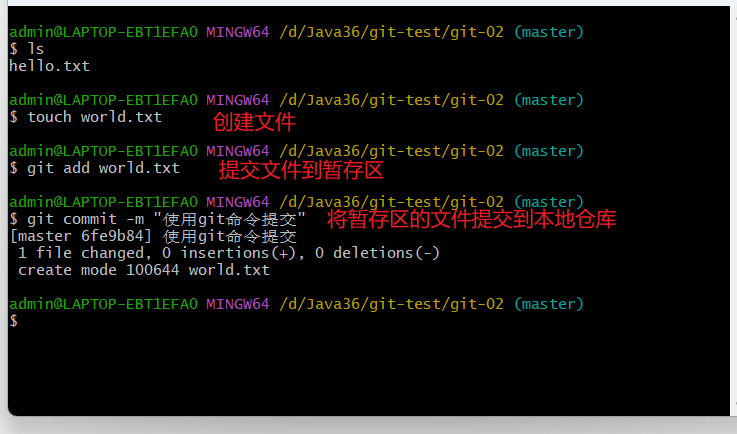 admin@LAPTOP-EBT1EFAO MINGW64 /d/Java36/git-test/git-02 (master)
$ ls
hello.txt
admin@LAPTOP-EBT1EFAO MINGW64 /d/Java36/git-test/git-02 (master)
$ touch world.txt 创建文件
admin@LAPTOP-EBT1EFAO MINGW64 /d/Java36/git-test/git-02 (master)
$ git add world.txt 提交文件到暂存区
admin@LAPTOP-EBT1EFAO MINGW64 /d/Java36/git-test/git-02 (master)
$ git commit -m "使用git命令提交" 将暂存区的文件提交到本地仓库
[master 6fe9b84] 使用git命令提交
1 file changed, 0 insertions(+), 0 deletions(-)
create mode 100644 world.txt
admin@LAPTOP-EBT1EFAO MINGW64 /d/Java36/git-test/git-02 (master)
$